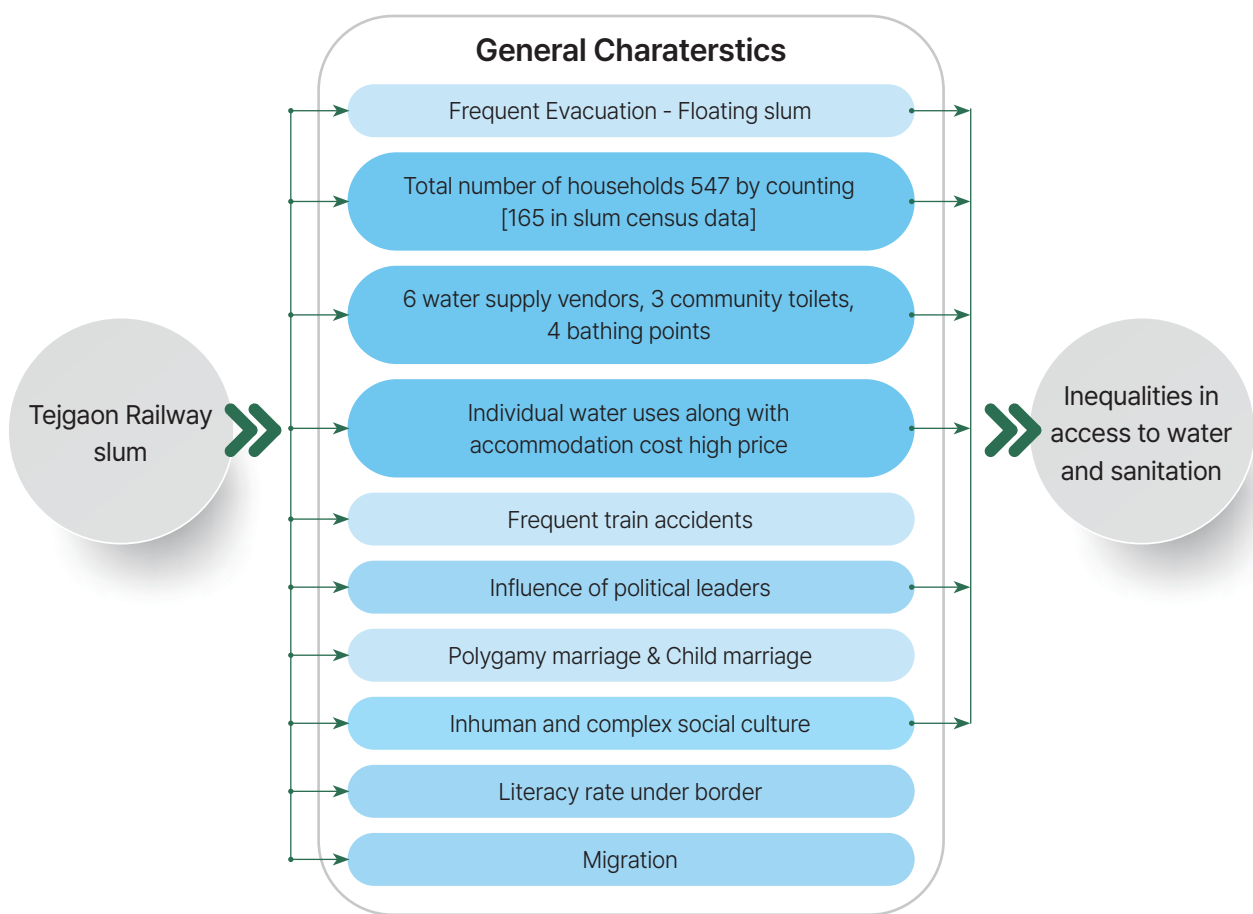 General Charaterstics
Frequent Evacuation - Floating slum
Total number of households 547 by counting
[165 in slum census data]
6 water supply vendors, 3 community toilets,
4 bathing points
Tejgaon Railway
slum
Individual water uses along with
accommodation cost high price
Inequalities in
access to water
and sanitation
Frequent train accidents
Influence of political leaders
Polygamy marriage & Child marriage
Inhuman and complex social culture
Literacy rate under border
Migration